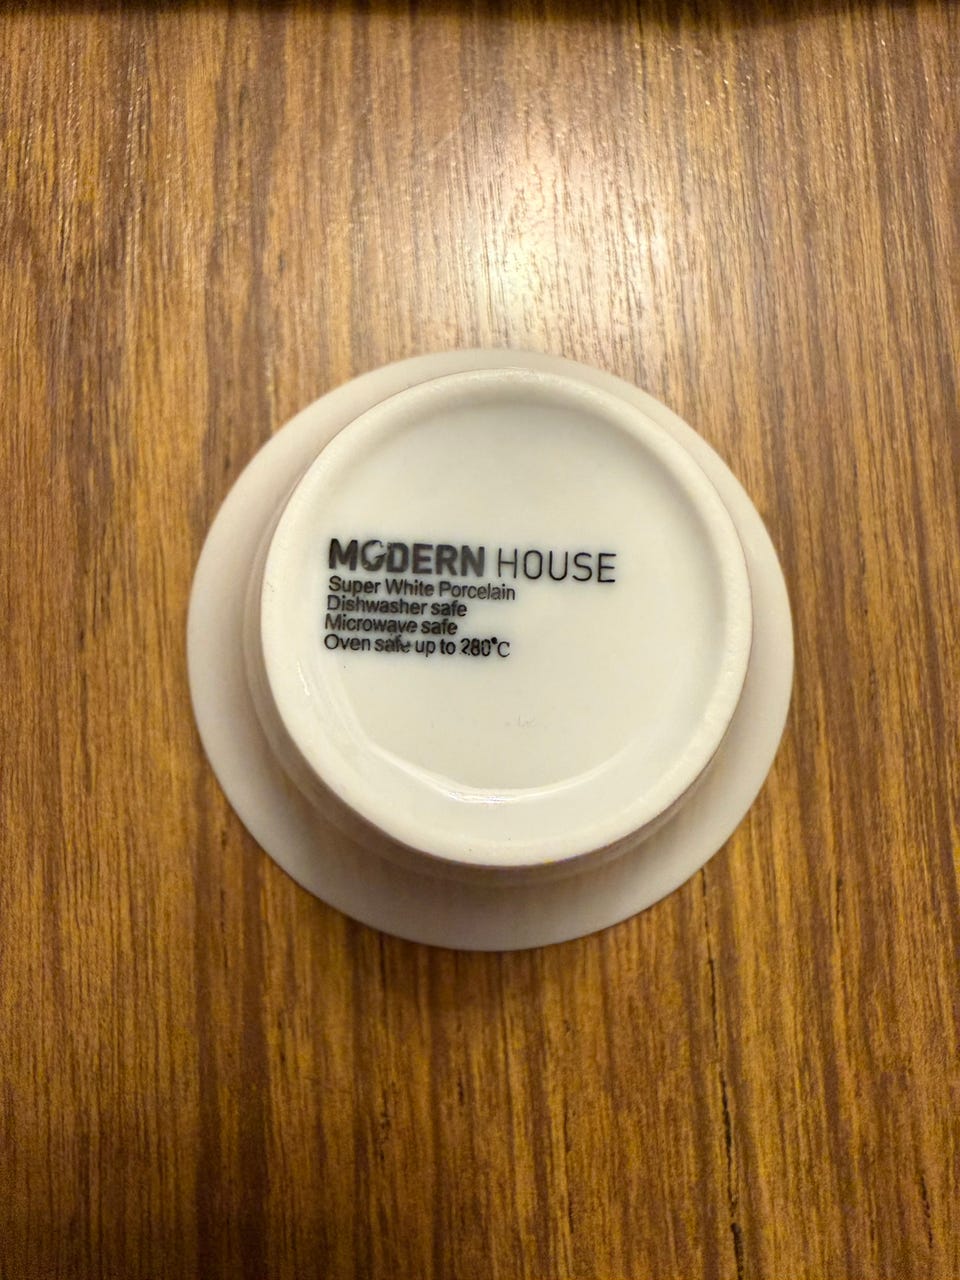 MODERN HOUSE
Super White Porcelain
Dishwasher safe
Microwave safe
Oven safe up to 280°C